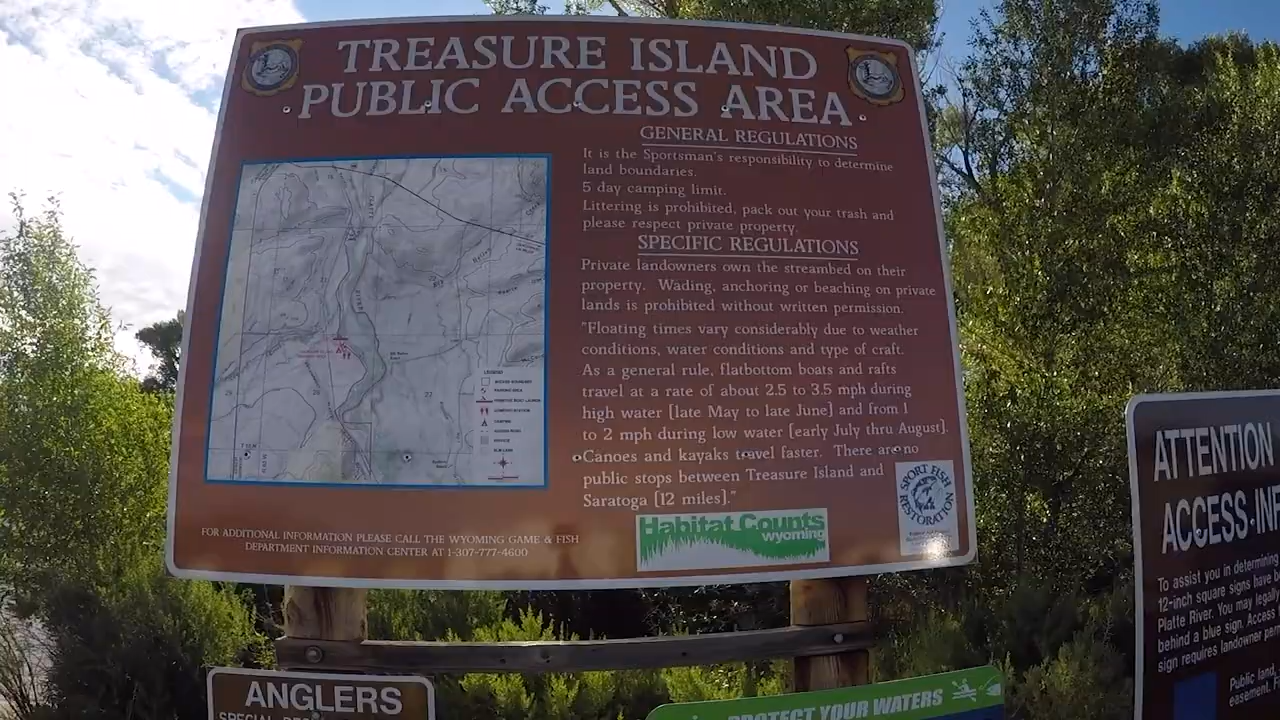 TREASURE ISLAND
PUBLIC ACCESS AREA
GENERAL REGULATIONS
It is the Sportsman's responsibility to determine
land boundaries.
5 day camping limit.
Littering is prohibited, pack out your trash and
please respect private property.
SPECIFIC REGULATIONS
Private landowners own the streambed on their
property. Wading, anchoring or beaching on private
lands is prohibited without written permission.
"Floating times vary considerably due to weather
conditions, water conditions and type of craft.
As a general rule, flatbottom boats and rafts
travel at a rate of about 2.5 to 3.5 mph during
high water [late May to late June] and from 1
to 2 mph during low water [early July thru August].
Canoes and kayaks travel faster. There are no
public stops between Treasure Island and
Saratoga [12 miles]."
FOR ADDITIONAL INFORMATION PLEASE CALL THE WYOMING GAME & FISH
DEPARTMENT INFORMATION CENTER AT 1-307-777-4600
Habitat Counts
wyoming
SPORT FISH
RESTORATION
ANGLERS
PROTECT YOUR WATERS
ATTENTION
ACCESS
To assist you in determining
12-inch square signs have
Platte River. You may legally
behind a blue sign. Access
sign requires landowner
Public land
easement.